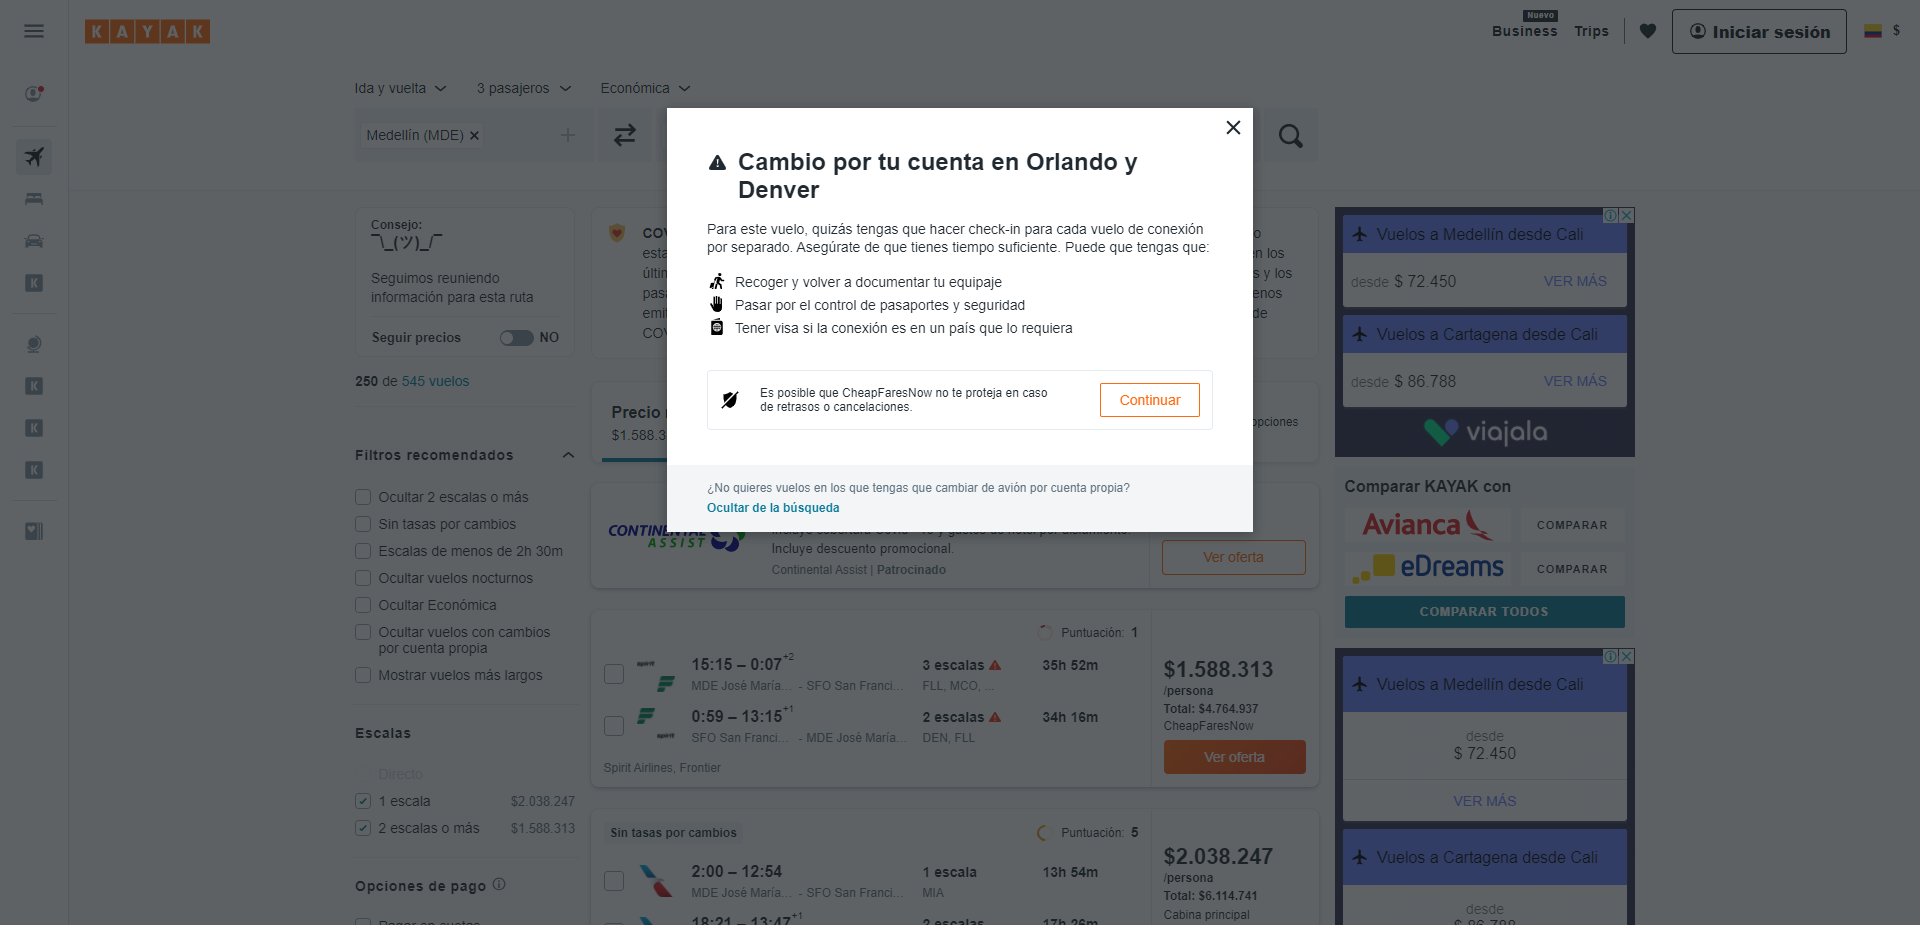 KAYAK
Nuevo
Business
Trips
Iniciar sesión
$
Ida y vuelta
3 pasajeros
Económica
Medellín (MDE)
Cambio por tu cuenta en Orlando y
Denver
Para este vuelo, quizás tengas que hacer check-in para cada vuelo de conexión
por separado. Asegúrate de que tienes tiempo suficiente. Puede que tengas que:
Recoger y volver a documentar tu equipaje
Pasar por el control de pasaportes y seguridad
Tener visa si la conexión es en un país que lo requiera
Es posible que CheapFaresNow no te proteja en caso
de retrasos o cancelaciones.
Continuar
¿No quieres vuelos en los que tengas que cambiar de avión por cuenta propia?
Ocultar de la búsqueda
Consejo:
¯\_(ツ)_/¯
Seguimos reuniendo
información para esta ruta
Seguir precios
NO
250 de 545 vuelos
Filtros recomendados
Ocultar 2 escalas o más
Sin tasas por cambios
Escalas de menos de 2h 30m
Ocultar vuelos nocturnos
Ocultar Económica
Ocultar vuelos con cambios
por cuenta propia
Mostrar vuelos más largos
Escalas
Directo
1 escala $2.038.247
2 escalas o más $1.588.313
Opciones de pago
Precio
$1.588.3
opciones
CONTINENTAL
ASSIST
Incluye descuento promocional.
Continental Assist | Patrocinado
Ver oferta
Puntuación: 1
15:15 – 0:07+2
MDE José María... - SFO San Franci...
3 escalas
FLL, MCO, ...
35h 52m
0:59 – 13:15+1
SFO San Franci... - MDE José María...
2 escalas
DEN, FLL
34h 16m
Spirit Airlines, Frontier
$1.588.313
/persona
Total: $4.764.937
CheapFaresNow
Ver oferta
Sin tasas por cambios
Puntuación: 5
2:00 – 12:54
MDE José María... - SFO San Franci...
1 escala
MIA
13h 54m
18:21 – 13:47+1
2 escalas
17h 26m
$2.038.247
/persona
Total: $6.114.741
Cabina principal
Vuelos a Medellín desde Cali
desde $ 72.450
VER MÁS
Vuelos a Cartagena desde Cali
desde $ 86.788
VER MÁS
viajala
Comparar KAYAK con
Avianca
COMPARAR
eDreams
COMPARAR
COMPARAR TODOS
Vuelos a Medellín desde Cali
desde
$ 72.450
VER MÁS
Vuelos a Cartagena desde Cali
desde
$ 86.788